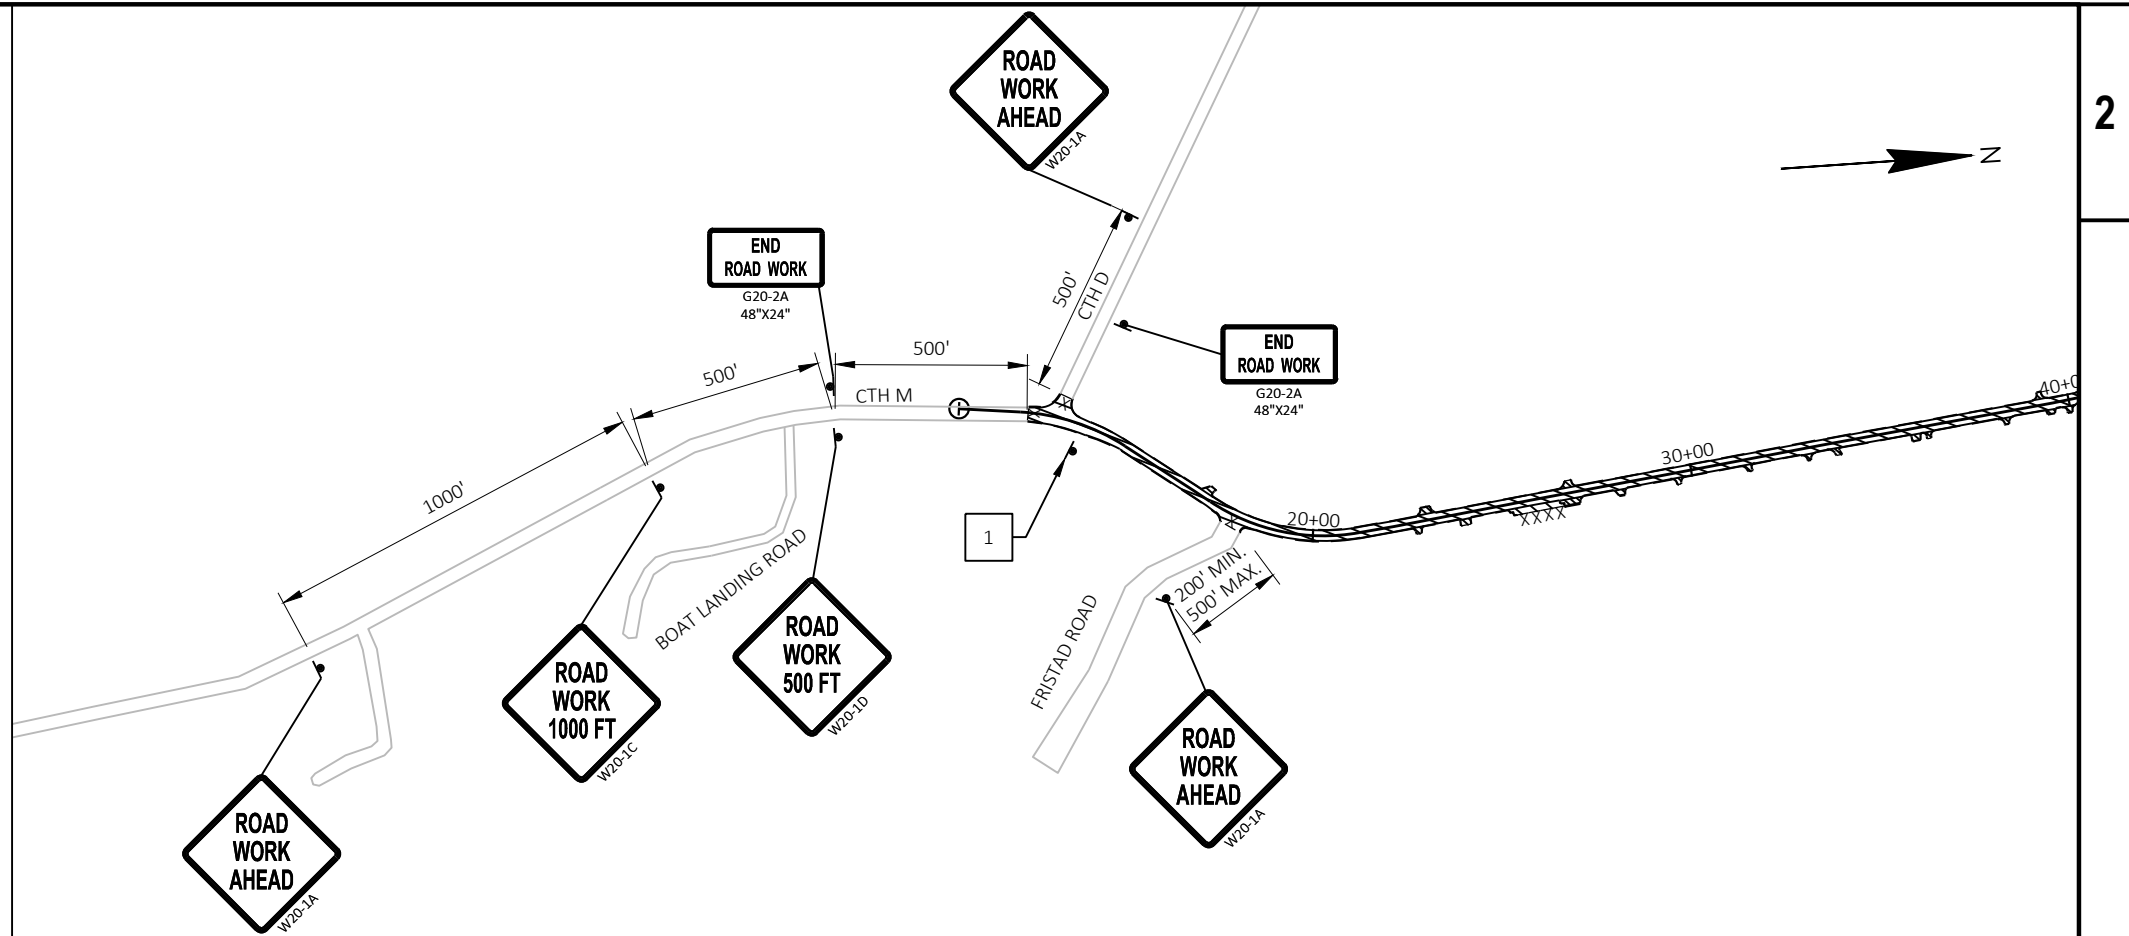 ROAD
WORK
AHEAD
W20-1A
2
N
END
ROAD WORK
G20-2A
48"X24"
500'
CTH D
500'
500'
CTH M
END
ROAD WORK
G20-2A
48"X24"
40+0
30+00
20+00
XXXX
1000'
1
BOAT LANDING ROAD
200' MIN.
500' MAX.
FRISTAD ROAD
ROAD
WORK
500 FT
W20-1D
ROAD
WORK
1000 FT
W20-1C
ROAD
WORK
AHEAD
W20-1A
ROAD
WORK
AHEAD
W20-1A